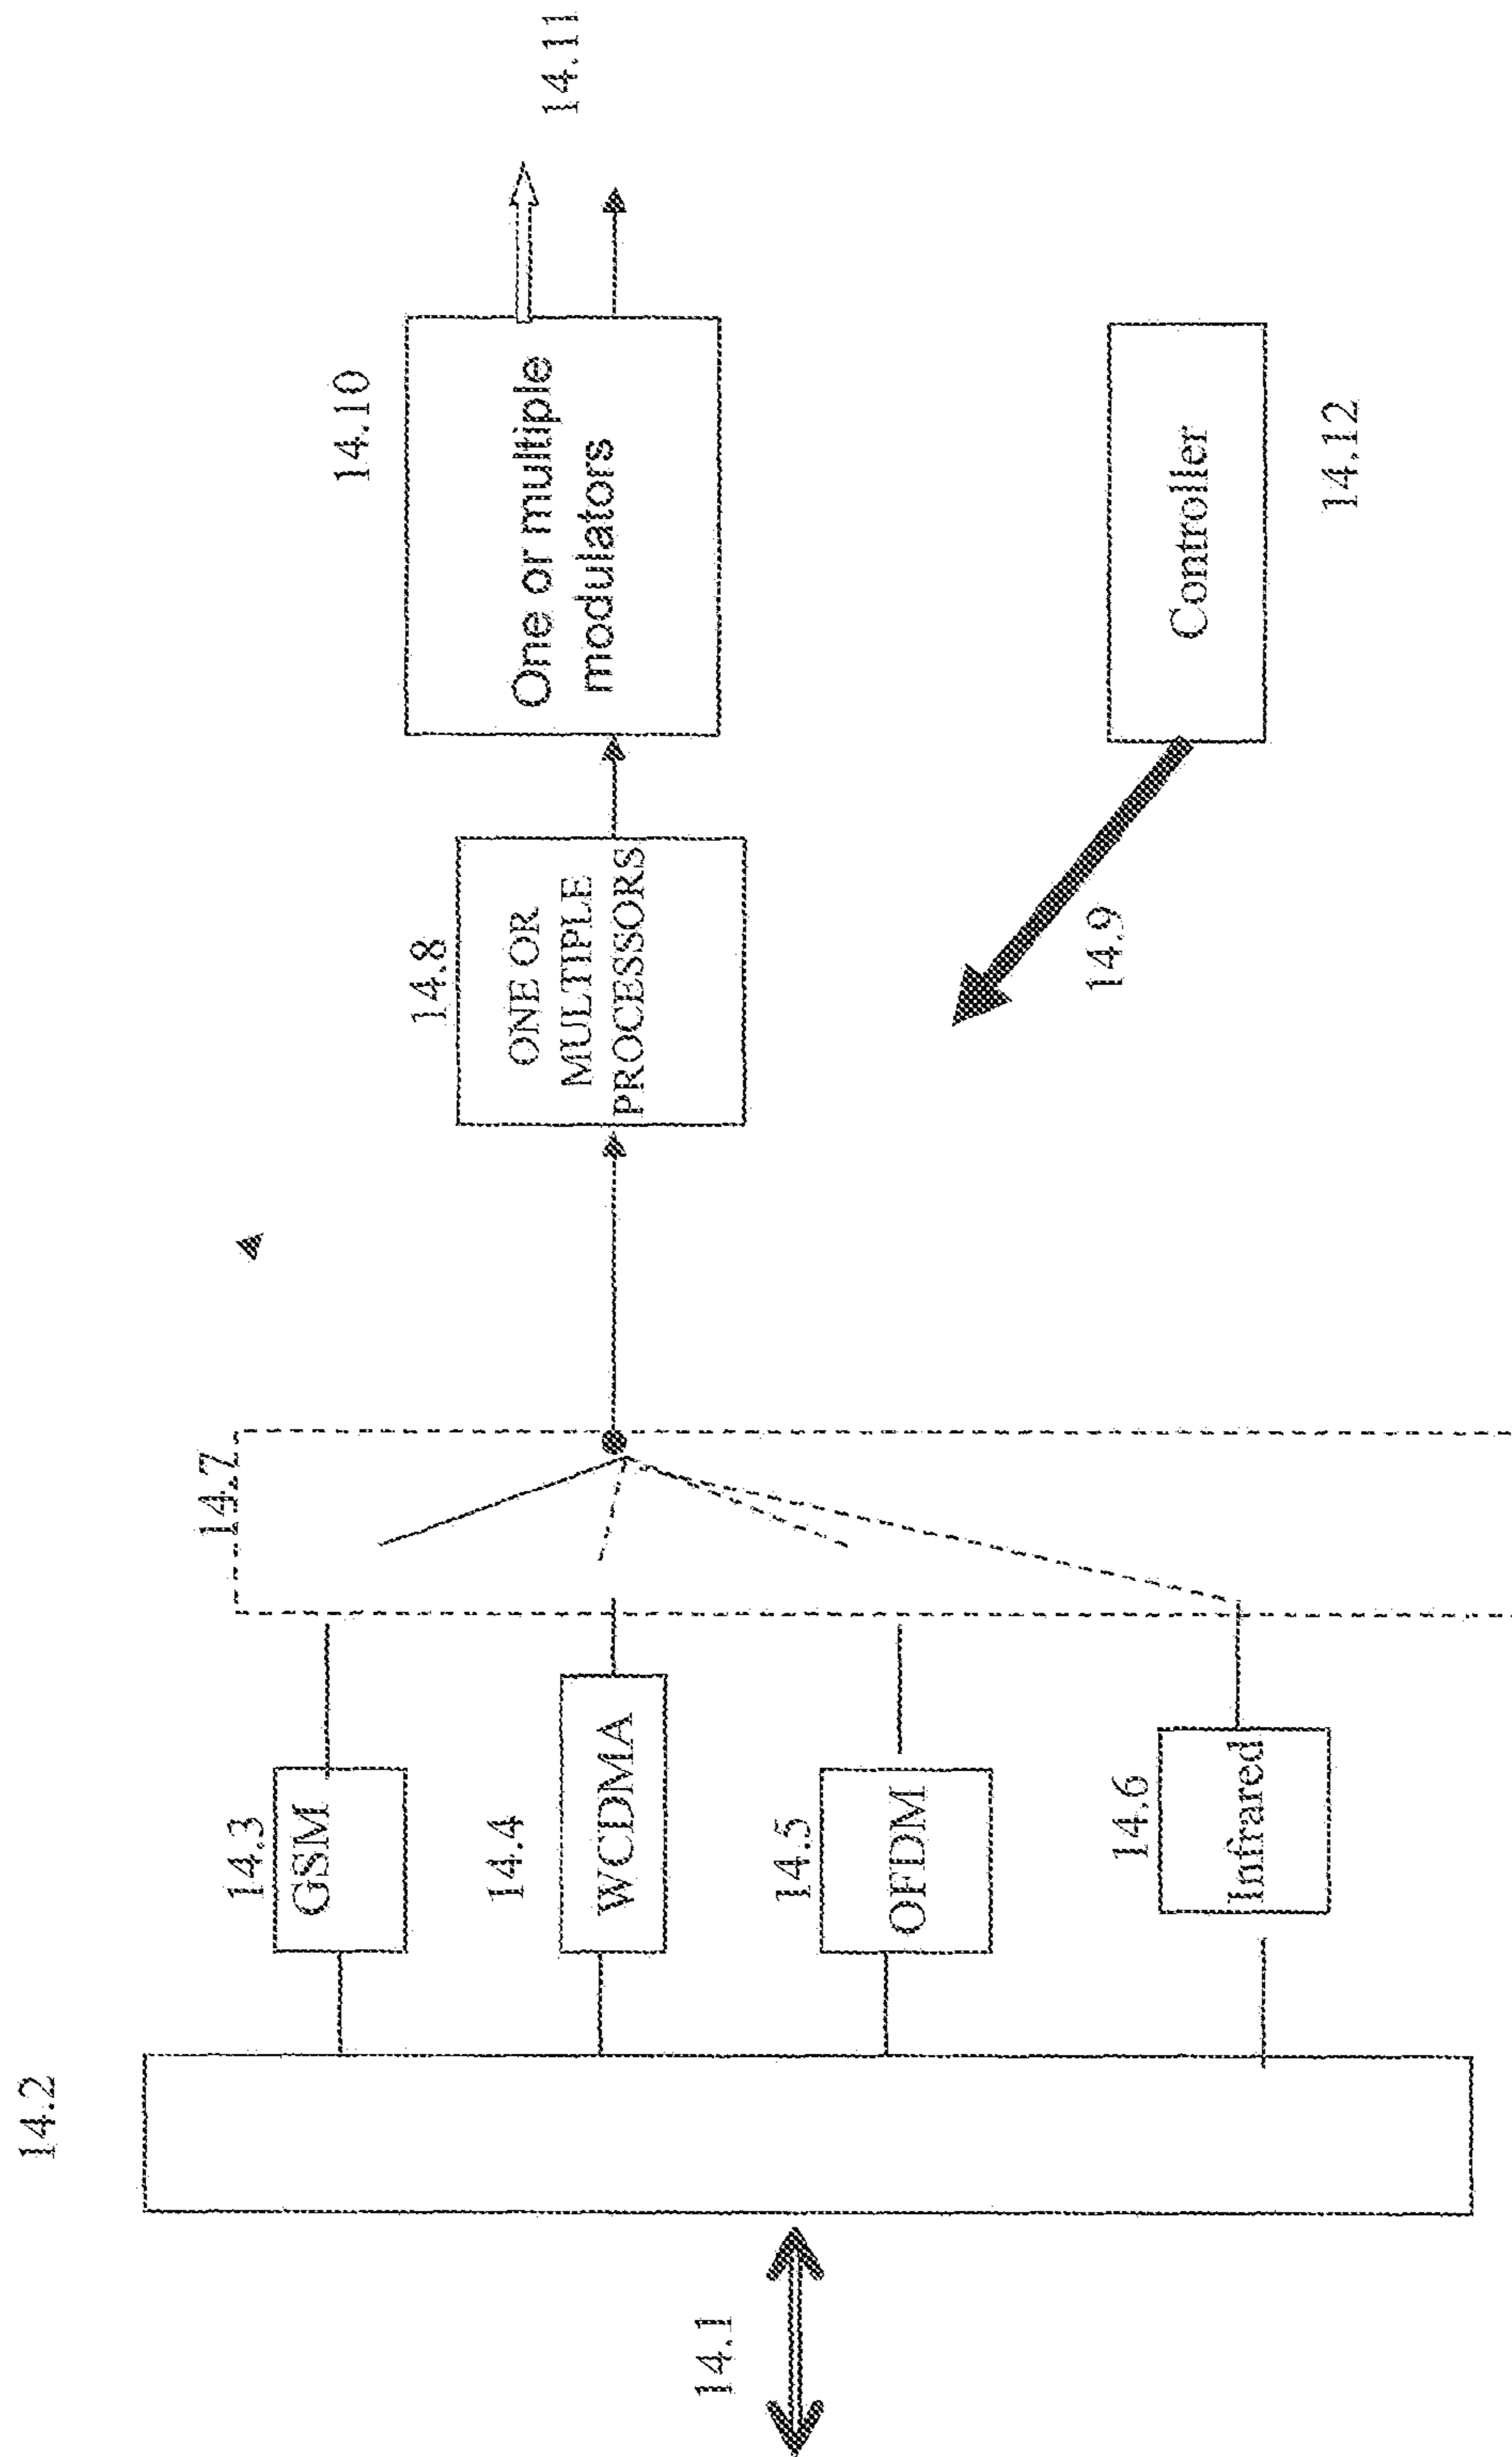 14.1
14.2
14.3
GSM
14.4
WCDMA
14.5
OFDM
14.6
Infrared
14.7
14.8
ONE OR
MULTIPLE
PROCESSORS
14.9
14.10
One or multiple
modulators
14.11
Controller
14.12